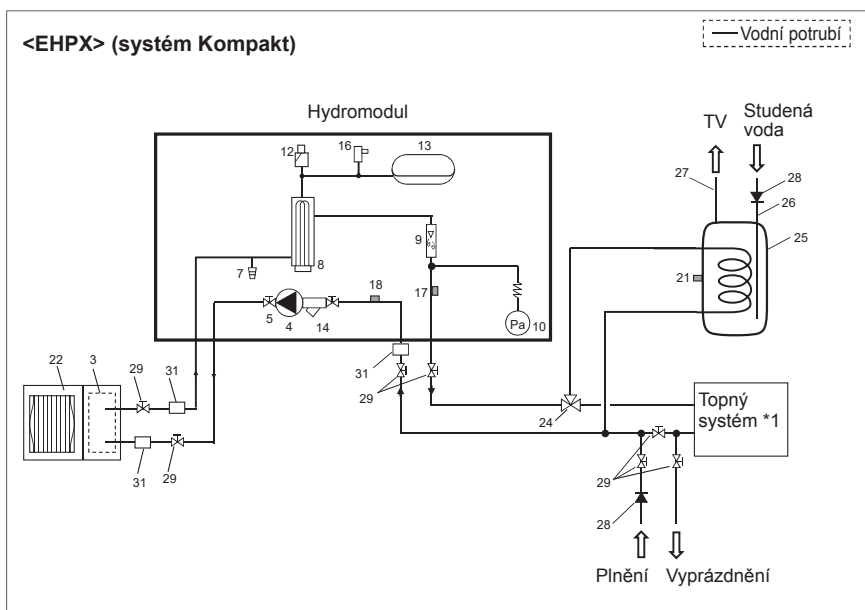 <EHPX> (systém Kompakt)
Vodní potrubí
Hydromodul
TV
Studená
voda
12
16
13
27
28
26
9
25
7
8
18
17
21
5
4
14
Pa
10
22
3
29
31
31
29
24
Topný
systém *1
31
29
29
28
Plnění
Vyprázdnění